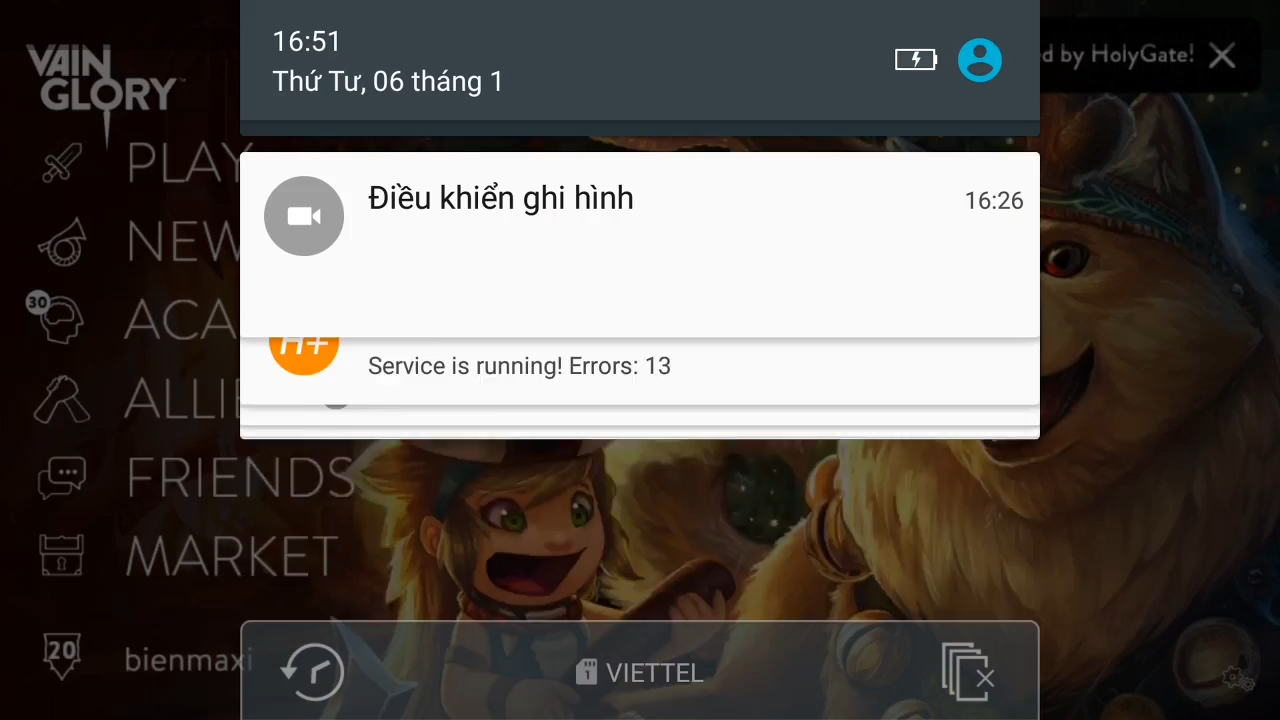 16:51
Thứ Tư, 06 tháng 1
d by HolyGate!
VAIN
GLORY
PLAY
Điều khiển ghi hình
16:26
NEW
30
ACA
H+
Service is running! Errors: 13
ALLI
FRIENDS
MARKET
20
bienmaxi
1
VIETTEL